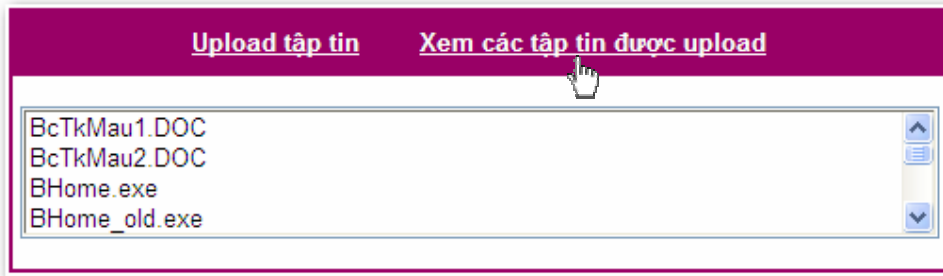 Upload tập tin Xem các tập tin được upload
BcTkMau1.DOC
BcTkMau2.DOC
BHome.exe
BHome_old.exe